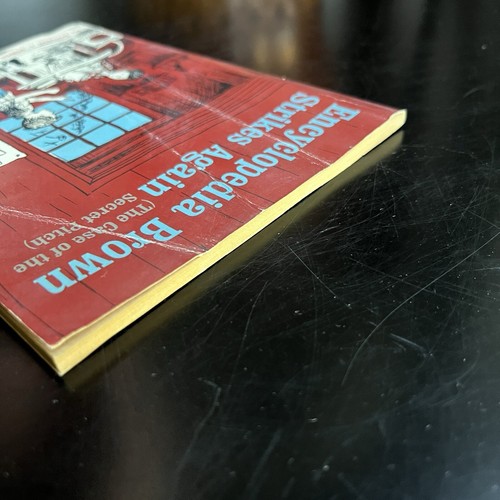 Encyclopedia Brown
Strikes Again
(The Case of the
Secret Pitch)